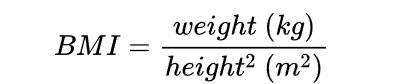 BMI = weight (kg) / height² (m²)